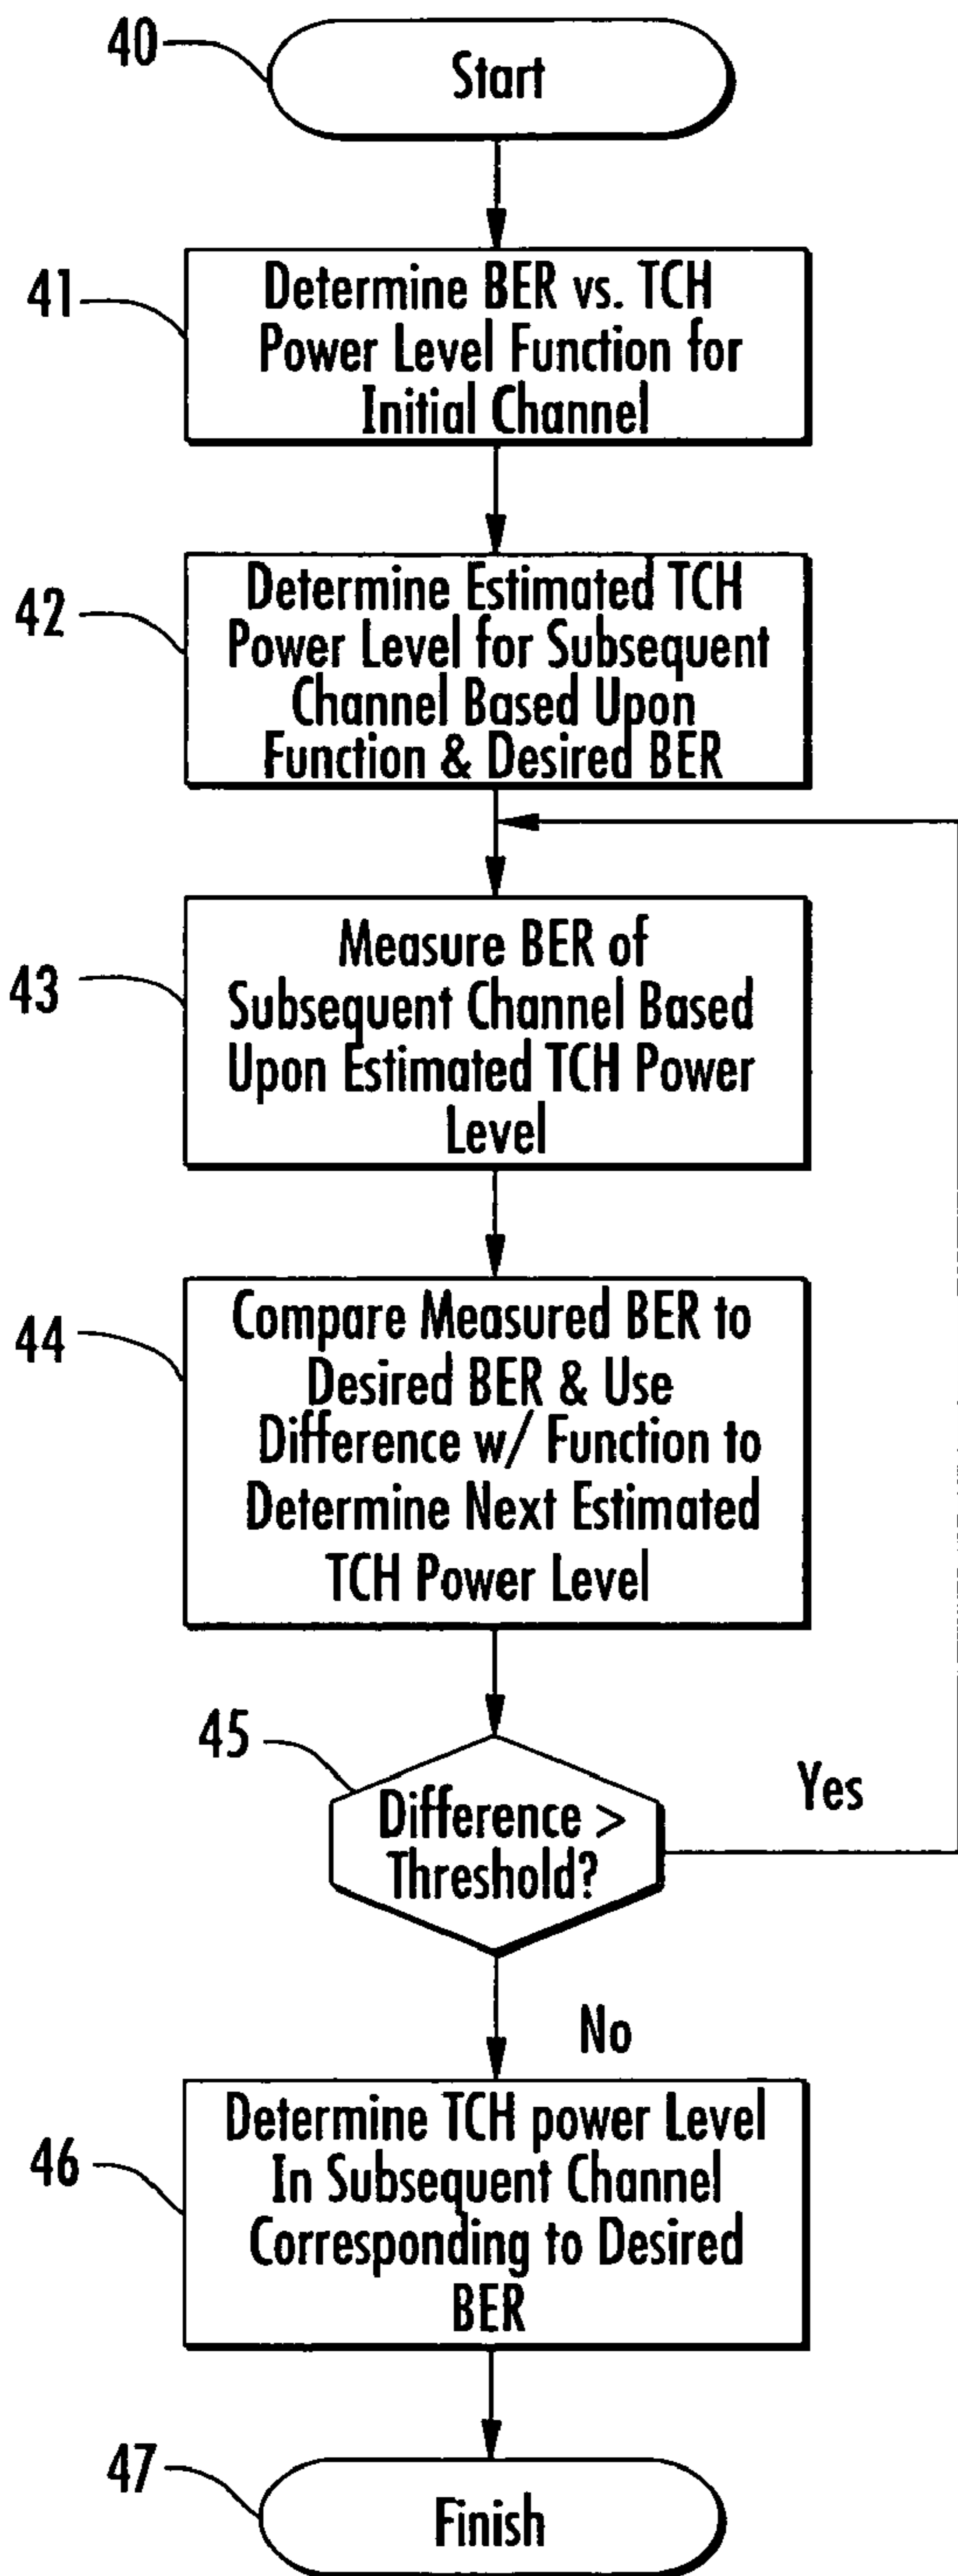 40
Start
41
Determine BER vs. TCH
Power Level Function for
Initial Channel
42
Determine Estimated TCH
Power Level for Subsequent
Channel Based Upon
Function & Desired BER
43
Measure BER of
Subsequent Channel Based
Upon Estimated TCH Power
Level
44
Compare Measured BER to
Desired BER & Use
Difference w/ Function to
Determine Next Estimated
TCH Power Level
45
Difference >
Threshold?
Yes
No
46
Determine TCH power Level
In Subsequent Channel
Corresponding to Desired
BER
47
Finish